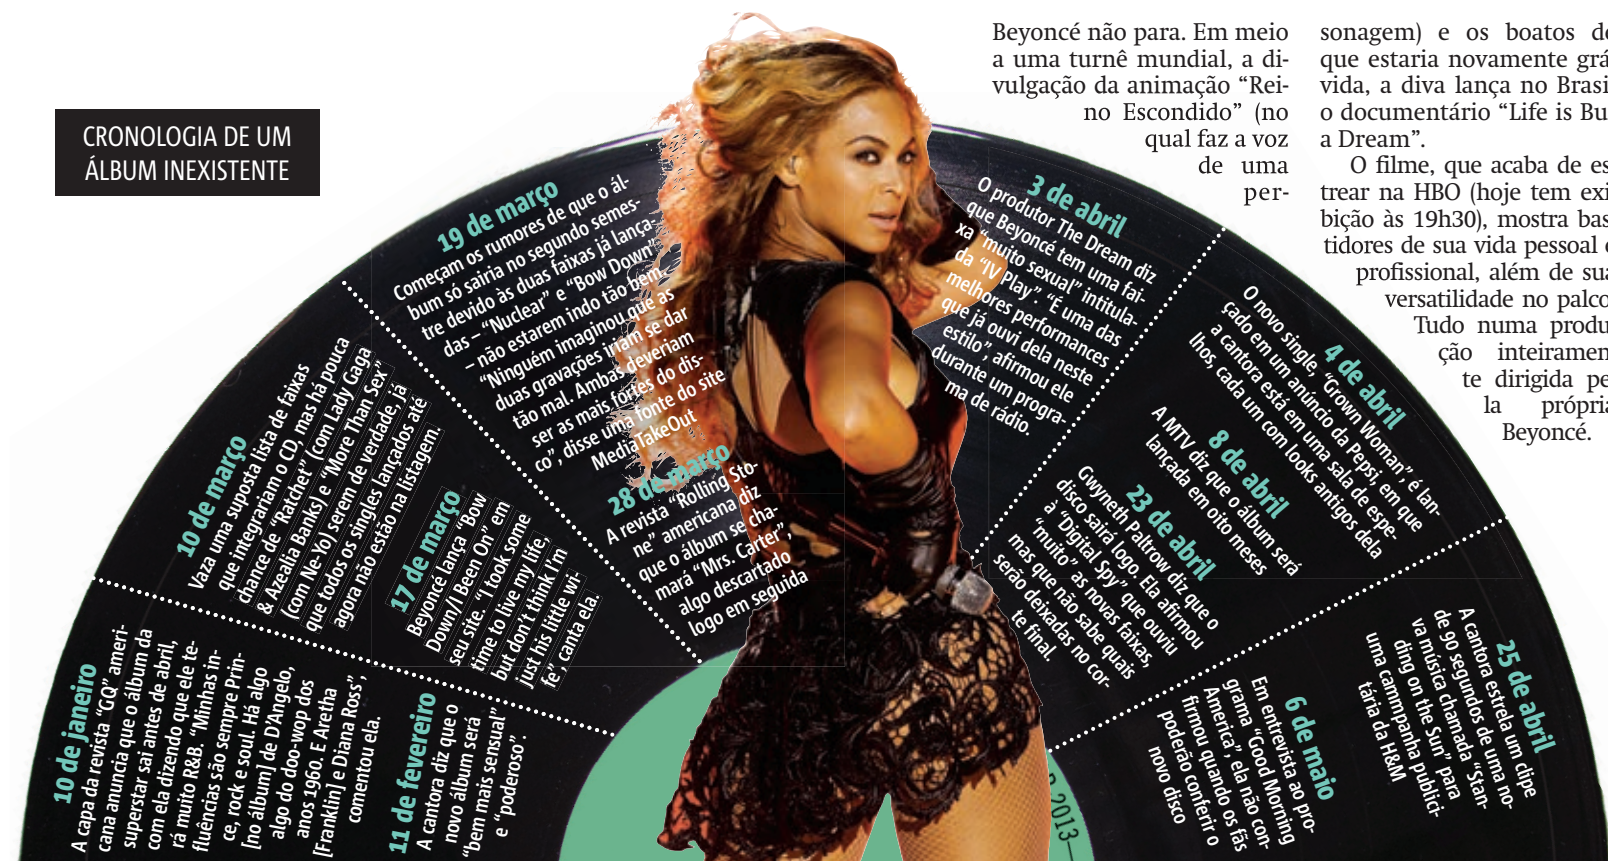 CRONOLOGIA DE UM
ÁLBUM INEXISTENTE
10 de janeiro
A capa da revista “GQ” ameri-
cana anuncia que o álbum da
superstar sai antes de abril,
com ela dizendo que ele te-
rá muito R&B. “Minhas in-
fluências são sempre Prin-
ce, rock e soul. Há algo
[no álbum] de D’Angelo,
algo do doo-wop dos
anos 1960. E Aretha
[Franklin] e Diana Ross”,
comentou ela.
11 de fevereiro
A cantora diz que o
novo álbum será
“bem mais sensual”
e “poderoso”.
10 de março
Vaza uma suposta lista de faixas
que integrariam o CD, mas há pouca
chance de “Ratchet” (com Lady Gaga
& Azealia Banks) e “More Than Sex”
(com Ne-Yo) serem de verdade, já
que todos os singles lançados até
agora não estão na listagem.
17 de março
Beyoncé lança “Bow
Down/I Been On” em
seu site. “I took some
time to live my life,
but don’t think I’m
just his little wi-
fe”, canta ela.
19 de março
Começam os rumores de que o ál-
bum só sairia no segundo semes-
tre devido às duas faixas já lança-
das – “Nuclear” e “Bow Down”
– não estarem indo tão bem.
“Ninguém imaginou que as
duas gravações iriam se dar
tão mal. Ambas deveriam
ser as mais fortes do dis-
co”, disse uma fonte do site
MediaTakeOut
28 de março
A revista “Rolling Sto-
ne” americana diz
que o álbum se cha-
mará “Mrs. Carter”,
algo descartado
logo em seguida
3 de abril
O produtor The Dream diz
que Beyoncé tem uma fai-
xa “muito sexual” intitula-
da “IV Play”. “É uma das
melhores performances
que já ouvi dela neste
estilo”, afirmou ele
durante um progra-
ma de rádio.
4 de abril
O novo single, “Grown Woman”, é lan-
çado em um anúncio da Pepsi, em que
a cantora está em uma sala de espe-
lhos, cada um com looks antigos dela
8 de abril
A MTV diz que o álbum será
lançada em oito meses
23 de abril
Gwyneth Paltrow diz que o
disco sairá logo. Ela afirmou
à “Digital Spy” que ouviu
“muito” as novas faixas,
mas que não sabe quais
serão deixadas no cor-
te final.
25 de abril
A cantora estrela um clipe
de 90 segundos de uma no-
va música chamada “Stan-
ding on the Sun” para
uma campanha publici-
tária da H&M
6 de maio
Em entrevista ao pro-
grama “Good Morning
America”, ela não con-
firmou quando os fãs
poderão conferir o
novo disco
2013—
Beyoncé não para. Em meio
a uma turnê mundial, a di-
vulgação da animação “Rei-
no Escondido” (no
qual faz a voz
de uma
per-
sonagem) e os boatos de
que estaria novamente grá
vida, a diva lança no Brasi
o documentário “Life is Bu
a Dream”.
O filme, que acaba de es
trear na HBO (hoje tem exi
bição às 19h30), mostra bas
tidores de sua vida pessoal e
profissional, além de sua
versatilidade no palco
Tudo numa produ
ção inteiramen
te dirigida pe
la própria
Beyoncé.